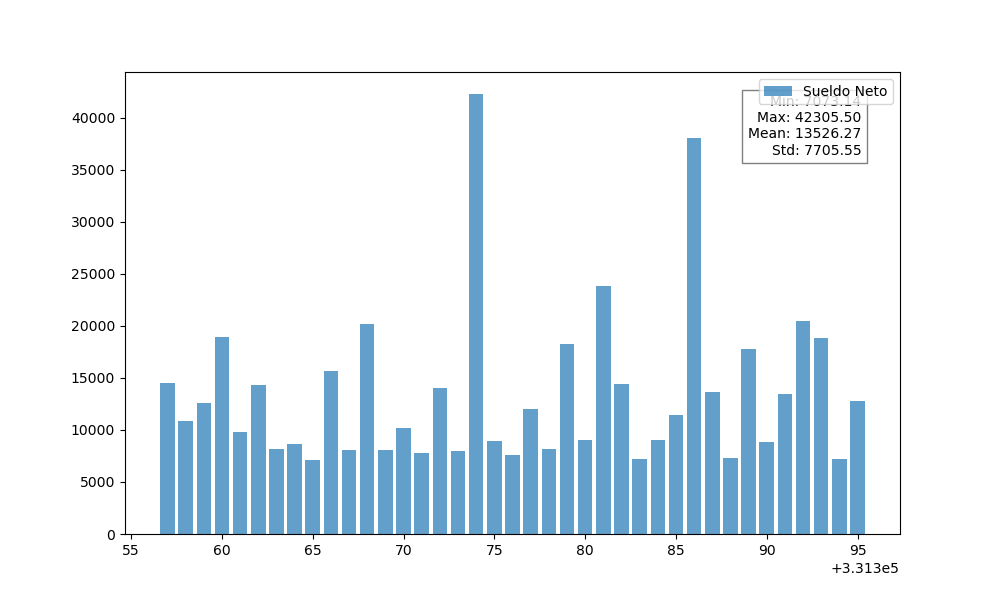 Sueldo Neto
Min: 7073.14
Max: 42305.50
Mean: 13526.27
Std: 7705.55
40000
35000
30000
25000
20000
15000
10000
5000
0
55 60 65 70 75 80 85 90 95
+3.313e5